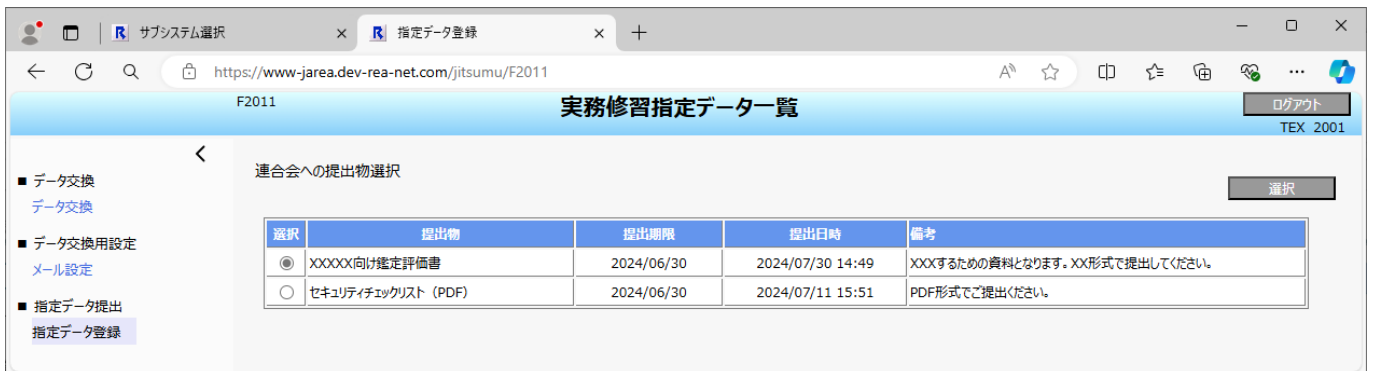 サブシステム選択
指定データ登録
https://www-jarea.dev-rea-net.com/jitsumu/F2011
F2011
実務修習指定データ一覧
ログアウト
TEX 2001
■ データ交換
データ交換
■ データ交換用設定
メール設定
■ 指定データ提出
指定データ登録
連合会への提出物選択
選択
選択 提出物 提出期限 提出日時 備考
XXXXX向け鑑定評価書 2024/06/30 2024/07/30 14:49 XXXするための資料となります。XX形式で提出してください。
セキュリティチェックリスト（PDF） 2024/06/30 2024/07/11 15:51 PDF形式でご提出ください。